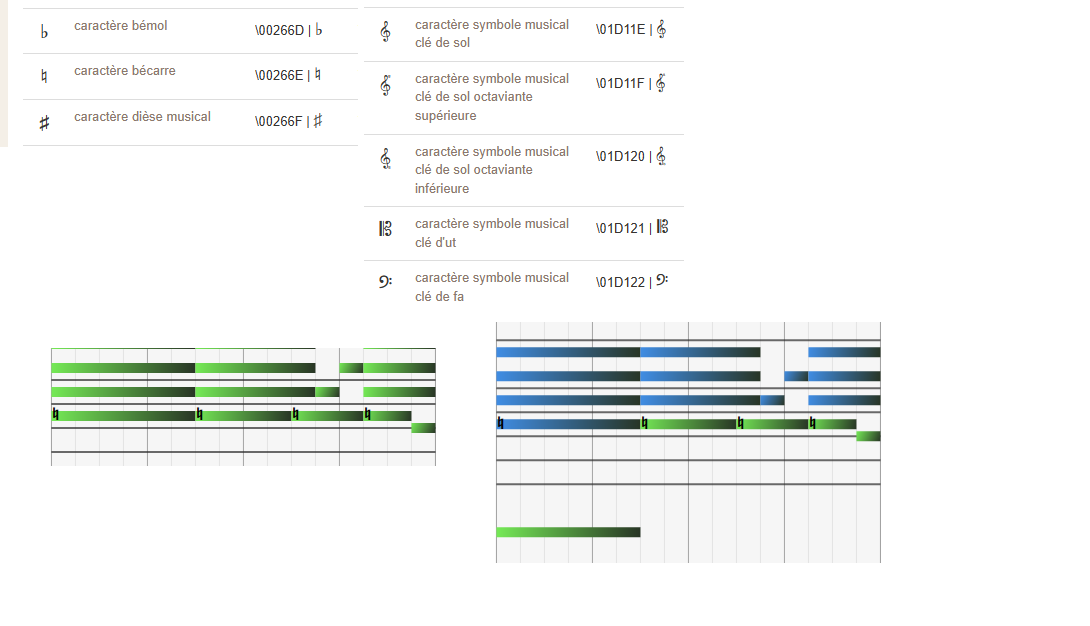 ♭ caractère bémol \00266D | ♭
♮ caractère bécarre \00266E | ♮
♯ caractère dièse musical \00266F | ♯
𝄞 caractère symbole musical
clé de sol
\01D11E | 𝄞
𝄟 caractère symbole musical
clé de sol octaviante
supérieure
\01D11F | 𝄟
𝄠 caractère symbole musical
clé de sol octaviante
inférieure
\01D120 | 𝄠
𝄡 caractère symbole musical
clé d'ut
\01D121 | 𝄡
𝄢 caractère symbole musical
clé de fa
\01D122 | 𝄢
♮ ♮ ♮ ♮
♮ ♮ ♮ ♮